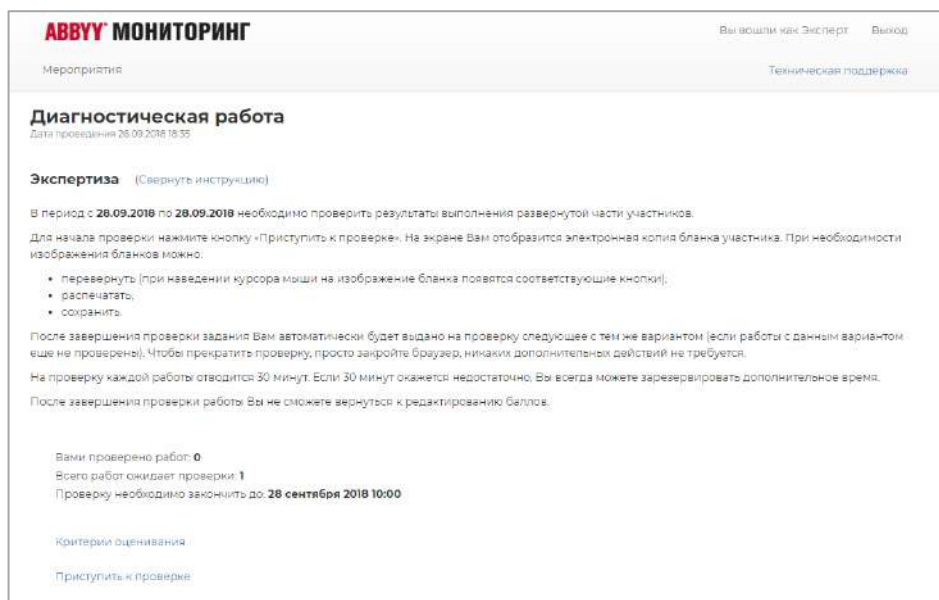 ABBYY® МОНИТОРИНГ
Вы вошли как Эксперт Выход
Мероприятия
Техническая поддержка
Диагностическая работа
Дата проведения 28.09.2018 18:35
Экспертиза (Свернуть инструкцию)
В период с 28.09.2018 по 28.09.2018 необходимо проверить результаты выполнения развернутой части участников.
Для начала проверки нажмите кнопку «Приступить к проверке». На экране Вам отобразится электронная копия бланка участника. При необходимости
изображения бланков можно:
• перевернуть (при наведении курсора мыши на изображение бланка появятся соответствующие кнопки);
• распечатать;
• сохранить.
После завершения проверки задания Вам автоматически будет выдано на проверку следующее с тем же вариантом (если работы с данным вариантом
еще не проверены). Чтобы прекратить проверку, просто закройте браузер, никаких дополнительных действий не требуется.
На проверку каждой работы отводится 30 минут. Если 30 минут окажется недостаточно, Вы всегда можете зарезервировать дополнительное время.
После завершения проверки работы Вы не сможете вернуться к редактированию баллов.
Вами проверено работ: 0
Всего работ ожидает проверки: 1
Проверку необходимо закончить до: 28 сентября 2018 10:00
Критерии оценивания
Приступить к проверке